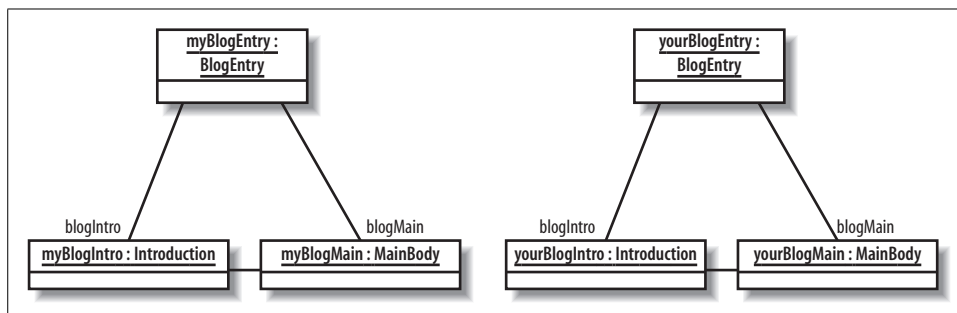 myBlogEntry :
BlogEntry
yourBlogEntry :
BlogEntry
blogIntro
blogMain
blogIntro
blogMain
myBlogIntro : Introduction
myBlogMain : MainBody
yourBlogIntro : Introduction
yourBlogMain : MainBody